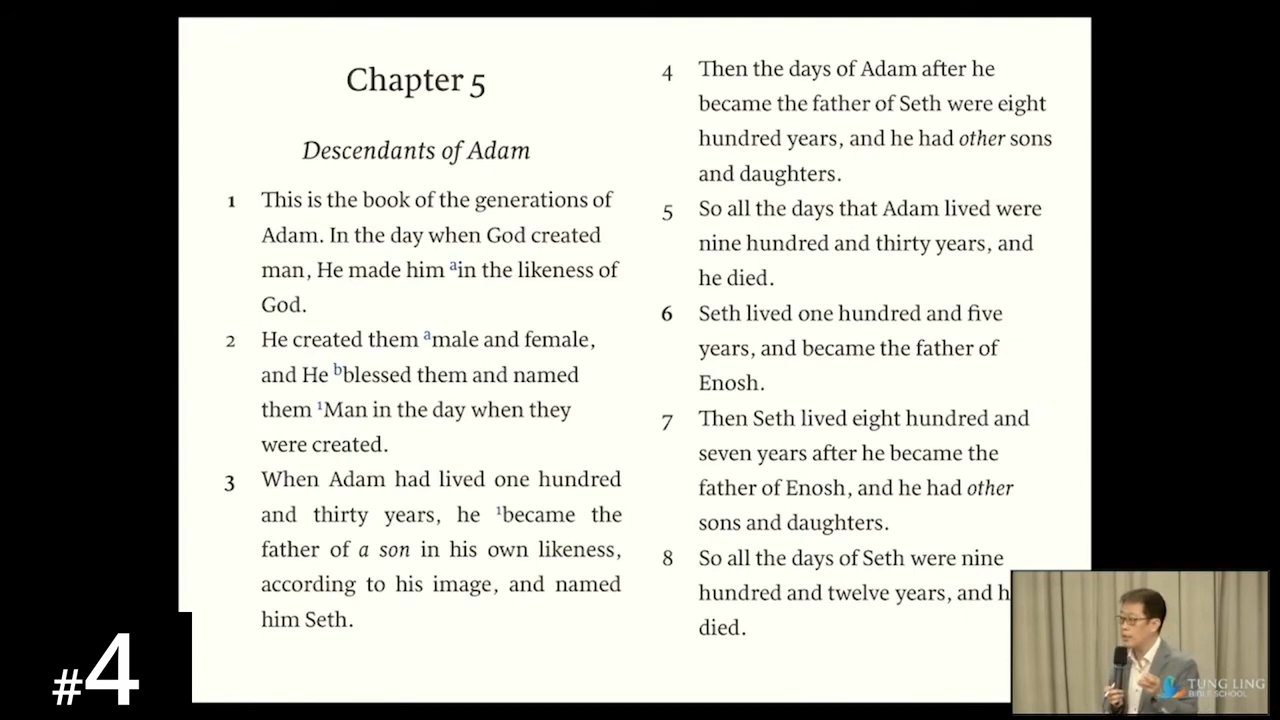 Chapter 5
Descendants of Adam
1 This is the book of the generations of
Adam. In the day when God created
man, He made him ain the likeness of
God.
2 He created them amale and female,
and He bblessed them and named
them 1Man in the day when they
were created.
3 When Adam had lived one hundred
and thirty years, he 1became the
father of a son in his own likeness,
according to his image, and named
him Seth.
4 Then the days of Adam after he
became the father of Seth were eight
hundred years, and he had other sons
and daughters.
5 So all the days that Adam lived were
nine hundred and thirty years, and
he died.
6 Seth lived one hundred and five
years, and became the father of
Enosh.
7 Then Seth lived eight hundred and
seven years after he became the
father of Enosh, and he had other
sons and daughters.
8 So all the days of Seth were nine
hundred and twelve years, and h
died.
#4
TUNG LING
BIBLE SCHOOL